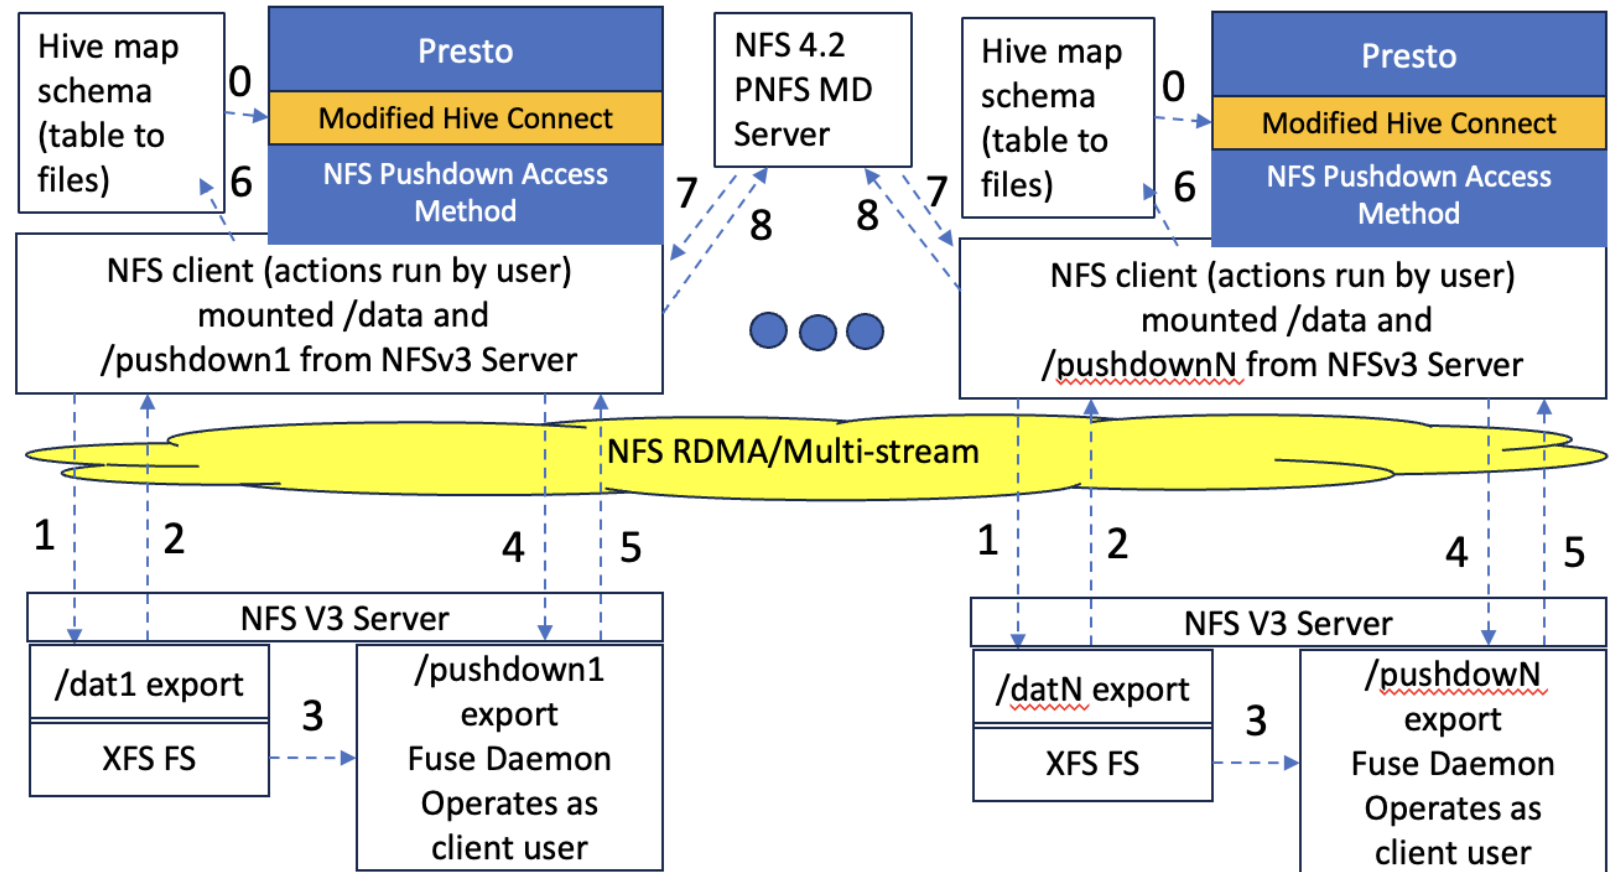 Hive map
schema
(table to
files)
0
6
Presto
Modified Hive Connect
NFS Pushdown Access
Method
NFS client (actions run by user)
mounted /data and
/pushdown1 from NFSv3 Server
NFS 4.2
PNFS MD
Server
7
8
8
7
Hive map
schema
(table to
files)
0
6
Presto
Modified Hive Connect
NFS Pushdown Access
Method
NFS client (actions run by user)
mounted /data and
/pushdownN from NFSv3 Server
NFS RDMA/Multi-stream
1
2
4
5
1
2
4
5
NFS V3 Server
/dat1 export
XFS FS
3
/pushdown1
export
Fuse Daemon
Operates as
client user
NFS V3 Server
/datN export
XFS FS
3
/pushdowN
export
Fuse Daemon
Operates as
client user